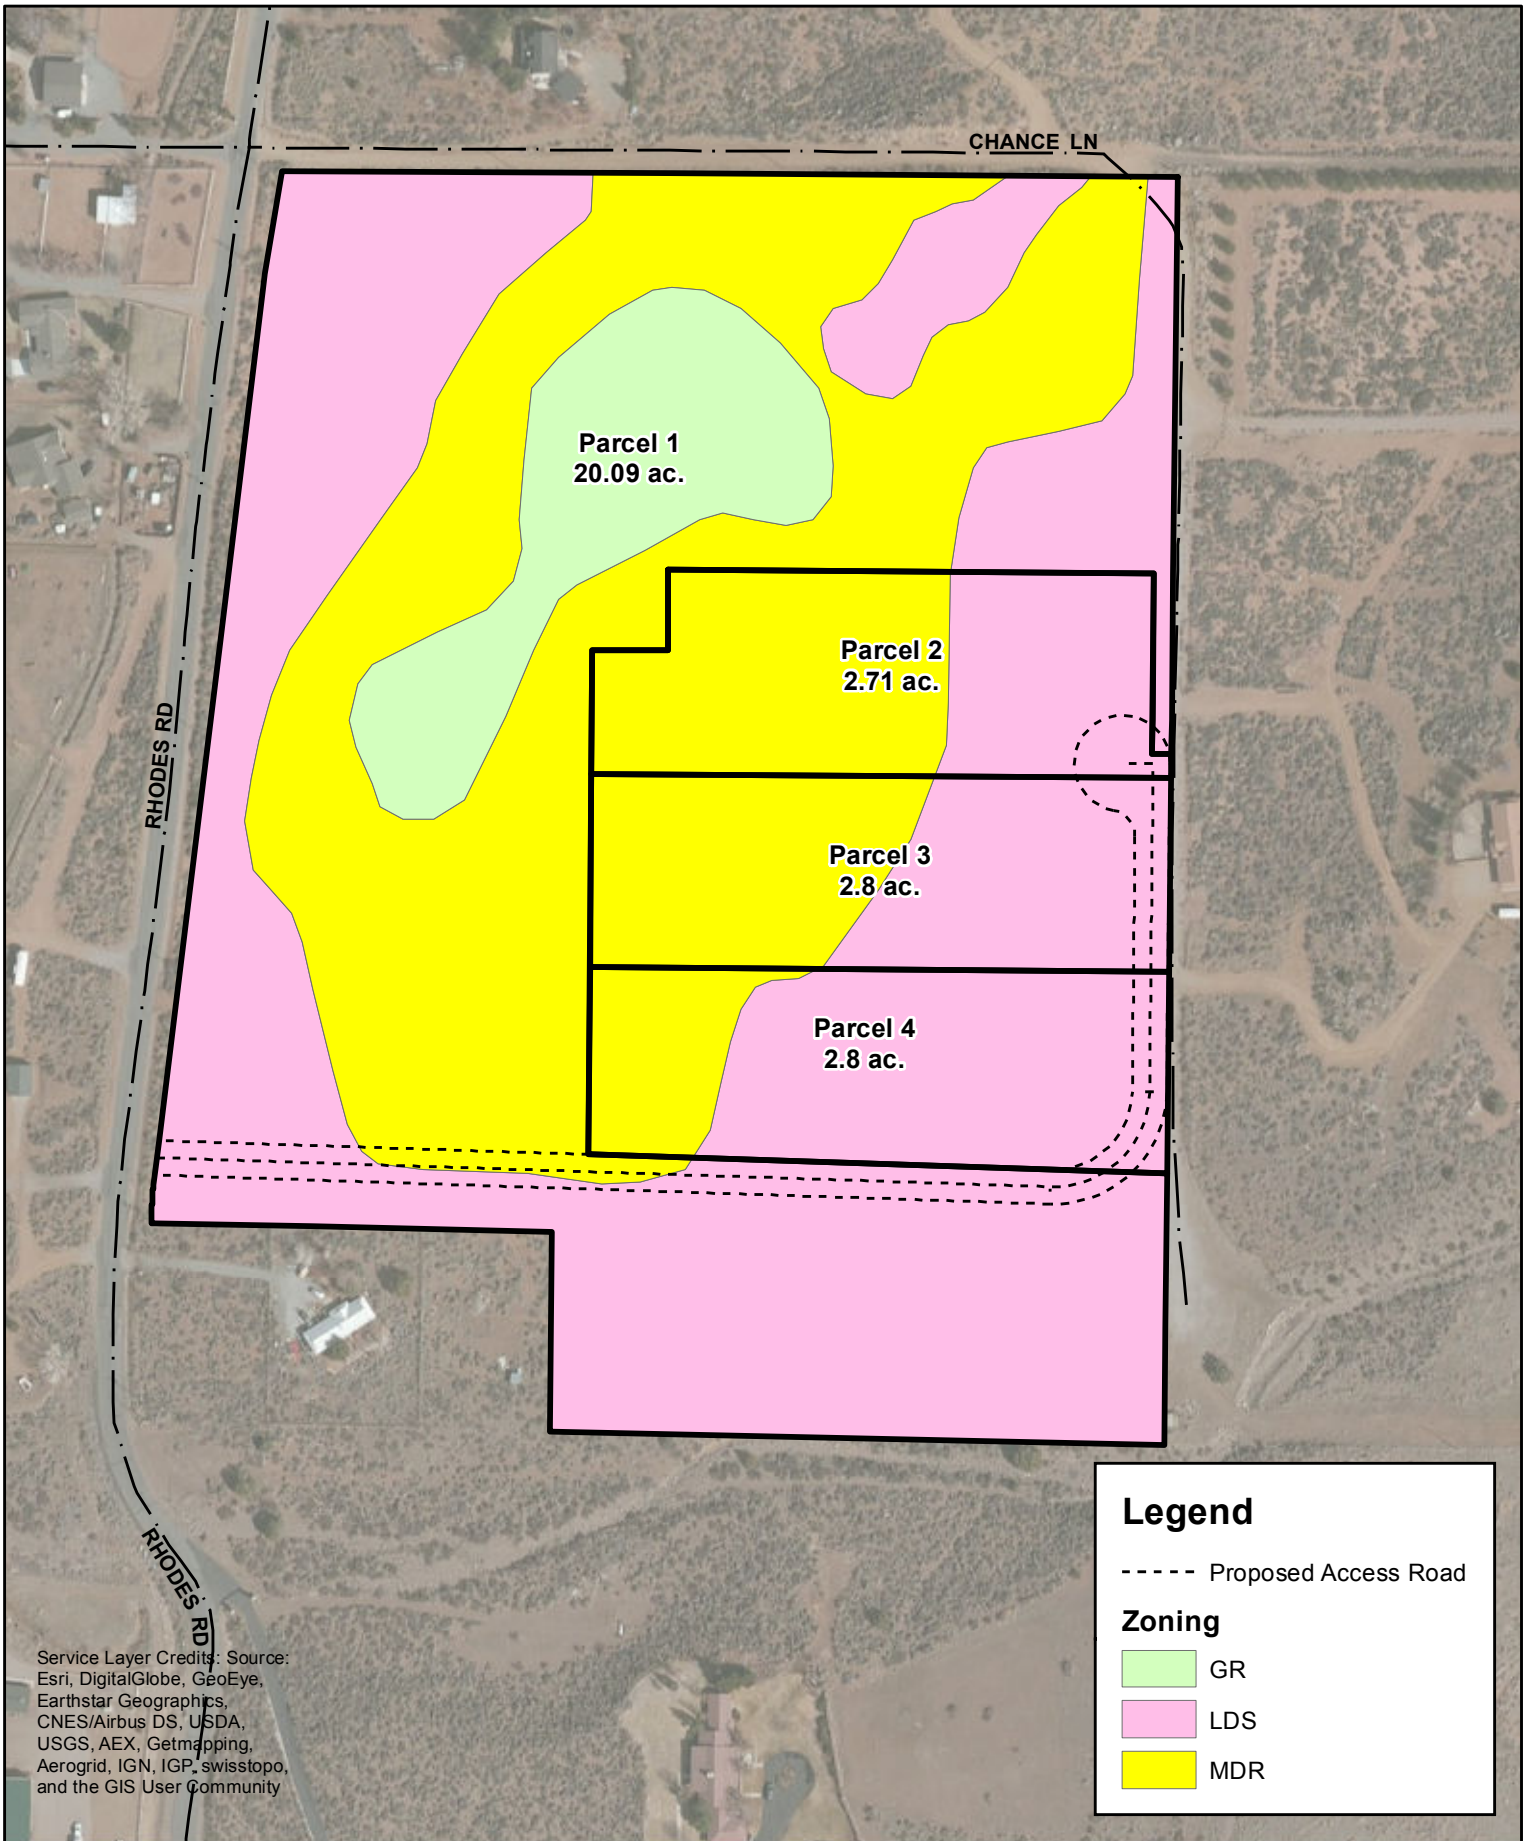 CHANCE LN
Parcel 1
20.09 ac.
Parcel 2
2.71 ac.
RHODES RD
Parcel 3
2.8 ac.
Parcel 4
2.8 ac.
RHODES RD
Legend
Proposed Access Road
Zoning
GR
LDS
MDR
Service Layer Credits: Source:
Esri, DigitalGlobe, GeoEye,
Earthstar Geographics,
CNES/Airbus DS, USDA,
USGS, AEX, Getmapping,
Aerogrid, IGN, IGP, swisstopo,
and the GIS User Community